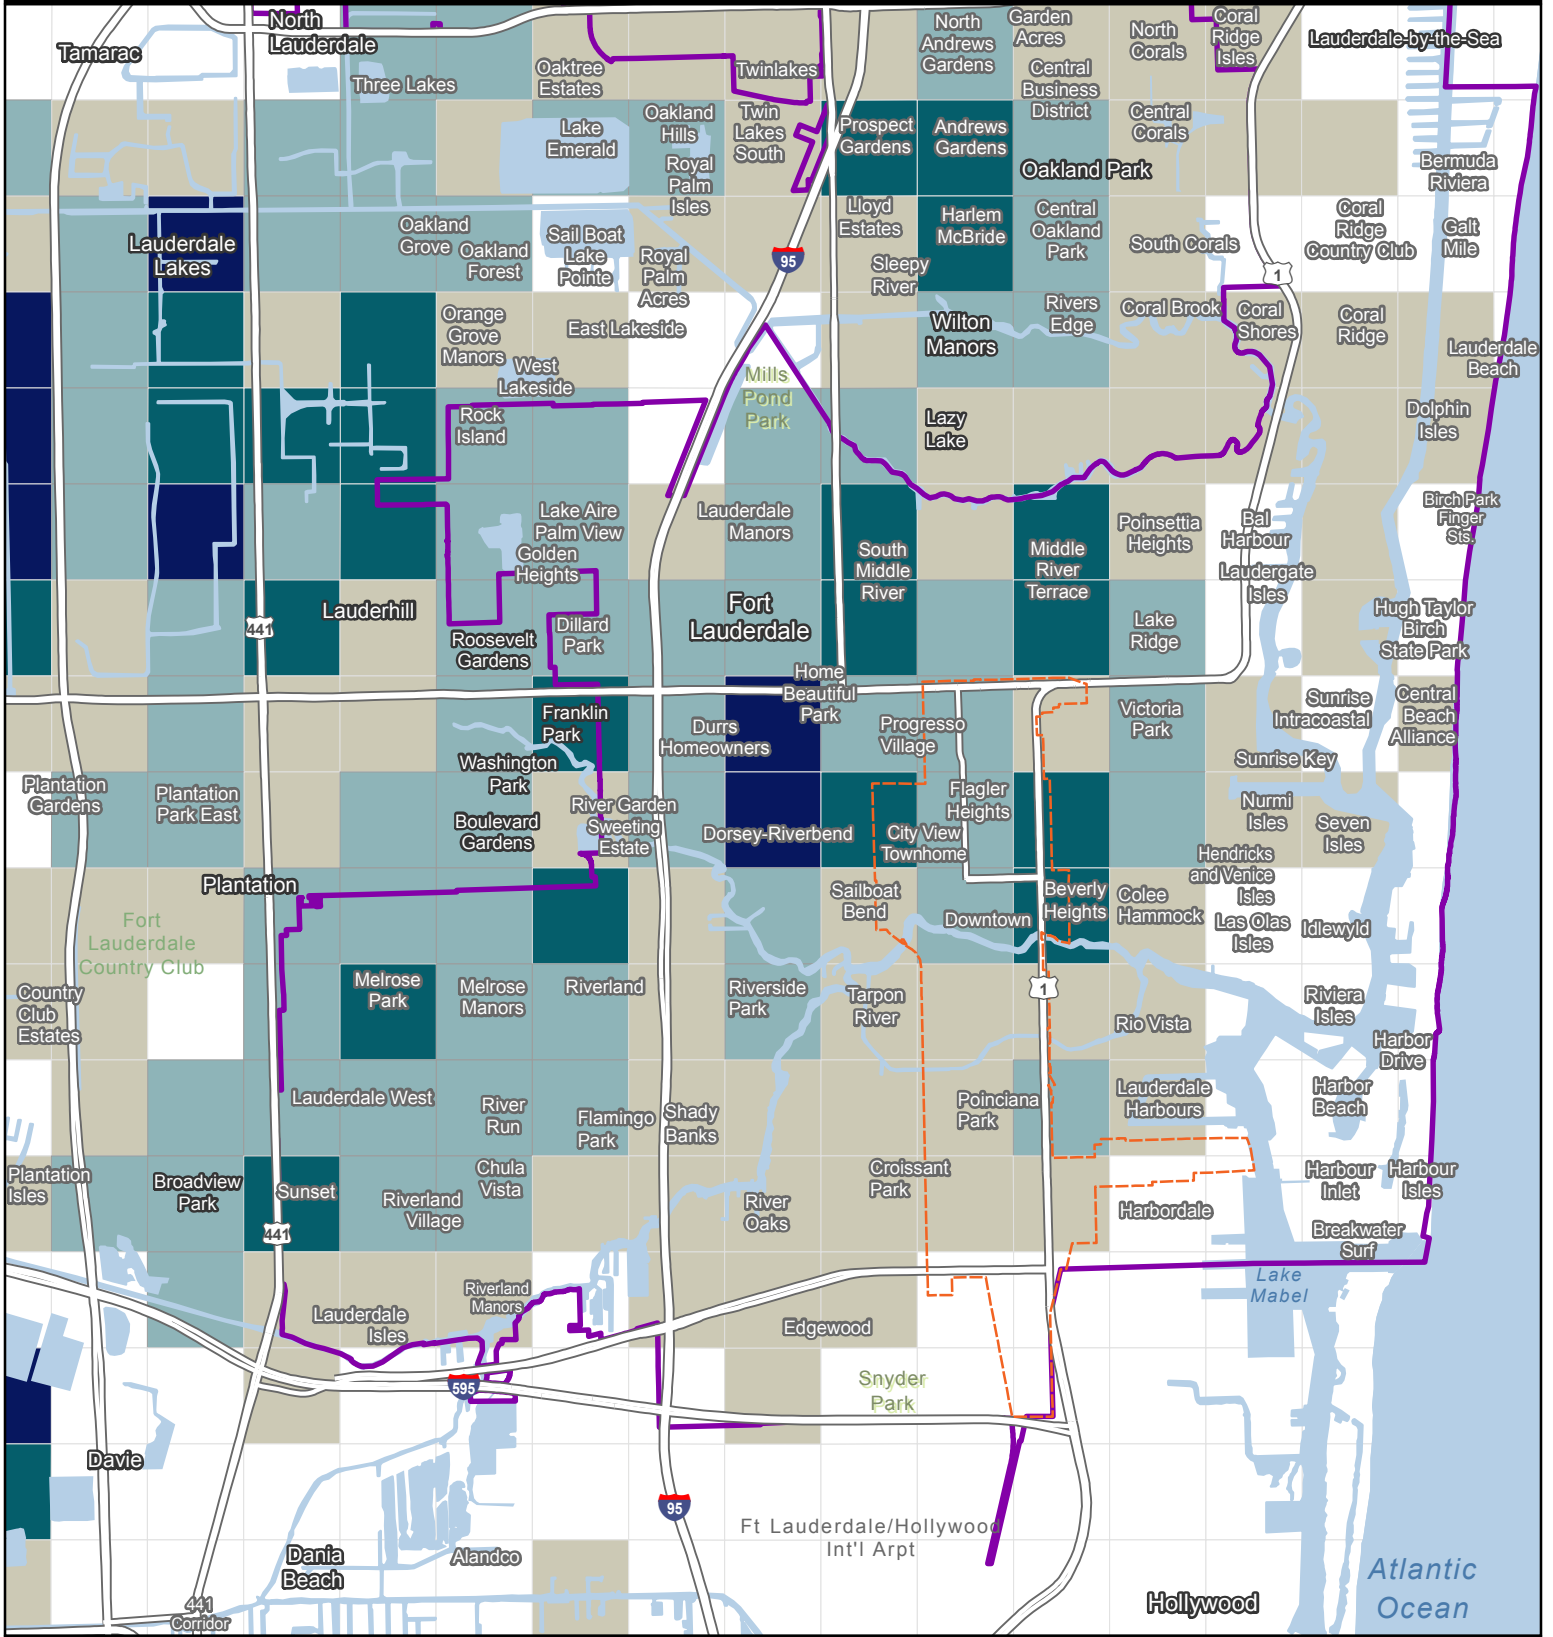 North
Lauderdale
Tamarac
Three Lakes
Oaktree
Estates
Twinlakes
North
Andrews
Gardens
Garden
Acres
Central
Business
District
North
Corals
Coral
Ridge
Isles
Lauderdale-by-the-Sea
Lake
Emerald
Oakland
Hills
Royal
Palm
Isles
Twin
Lakes
South
Prospect
Gardens
Andrews
Gardens
Central
Corals
Oakland Park
Bermuda
Riviera
Lauderdale
Lakes
Oakland
Grove
Oakland
Forest
Sail Boat
Lake
Pointe
Royal
Palm
Acres
95
Lloyd
Estates
Sleepy
River
Harlem
McBride
Central
Oakland
Park
South Corals
Coral
Ridge
Country Club
Galt
Mile
1
Orange
Grove
Manors
East Lakeside
West
Lakeside
Wilton
Manors
Rivers
Edge
Coral Brook
Coral
Shores
Coral
Ridge
Lauderdale
Beach
Mills
Pond
Park
Rock
Island
Lazy
Lake
Dolphin
Isles
Lake Aire
Palm View
Golden
Heights
Lauderdale
Manors
South
Middle
River
Middle
River
Terrace
Poinsettia
Heights
Bal
Harbour
Birch Park
Finger
Sts.
Laudergate
Isles
441
Lauderhill
Roosevelt
Gardens
Dillard
Park
Fort
Lauderdale
Lake
Ridge
Hugh Taylor
Birch
State Park
Home
Beautiful
Park
Franklin
Park
Durrs
Homeowners
Progresso
Village
Victoria
Park
Sunrise
Intracoastal
Central
Beach
Alliance
Washington
Park
Sunrise Key
Plantation
Gardens
Plantation
Park East
Boulevard
Gardens
River Garden
Sweeting
Estate
Dorsey-Riverbend
Flagler
Heights
City View
Townhome
Nurmi
Isles
Seven
Isles
Hendricks
and Venice
Isles
Plantation
Sailboat
Bend
Downtown
Beverly
Heights
Colee
Hammock
Las Olas
Isles
Idlewyld
Fort
Lauderdale
Country Club
Country
Club
Estates
Melrose
Park
Melrose
Manors
Riverland
Riverside
Park
Tarpon
River
1
Rio Vista
Riviera
Isles
Harbor
Drive
Lauderdale West
River
Run
Flamingo
Park
Shady
Banks
Poinciana
Park
Lauderdale
Harbours
Harbor
Beach
Plantation
Isles
Broadview
Park
Sunset
Riverland
Village
Chula
Vista
River
Oaks
Croissant
Park
Harbordale
Harbour
Inlet
Harbour
Isles
Breakwater
Surf
441
Lauderdale
Isles
Riverland
Manors
Lake
Mabel
Edgewood
595
Snyder
Park
Davie
95
Ft Lauderdale/Hollywood
Int'l Arpt
Dania
Beach
Alandco
441
Corridor
Hollywood
Atlantic
Ocean